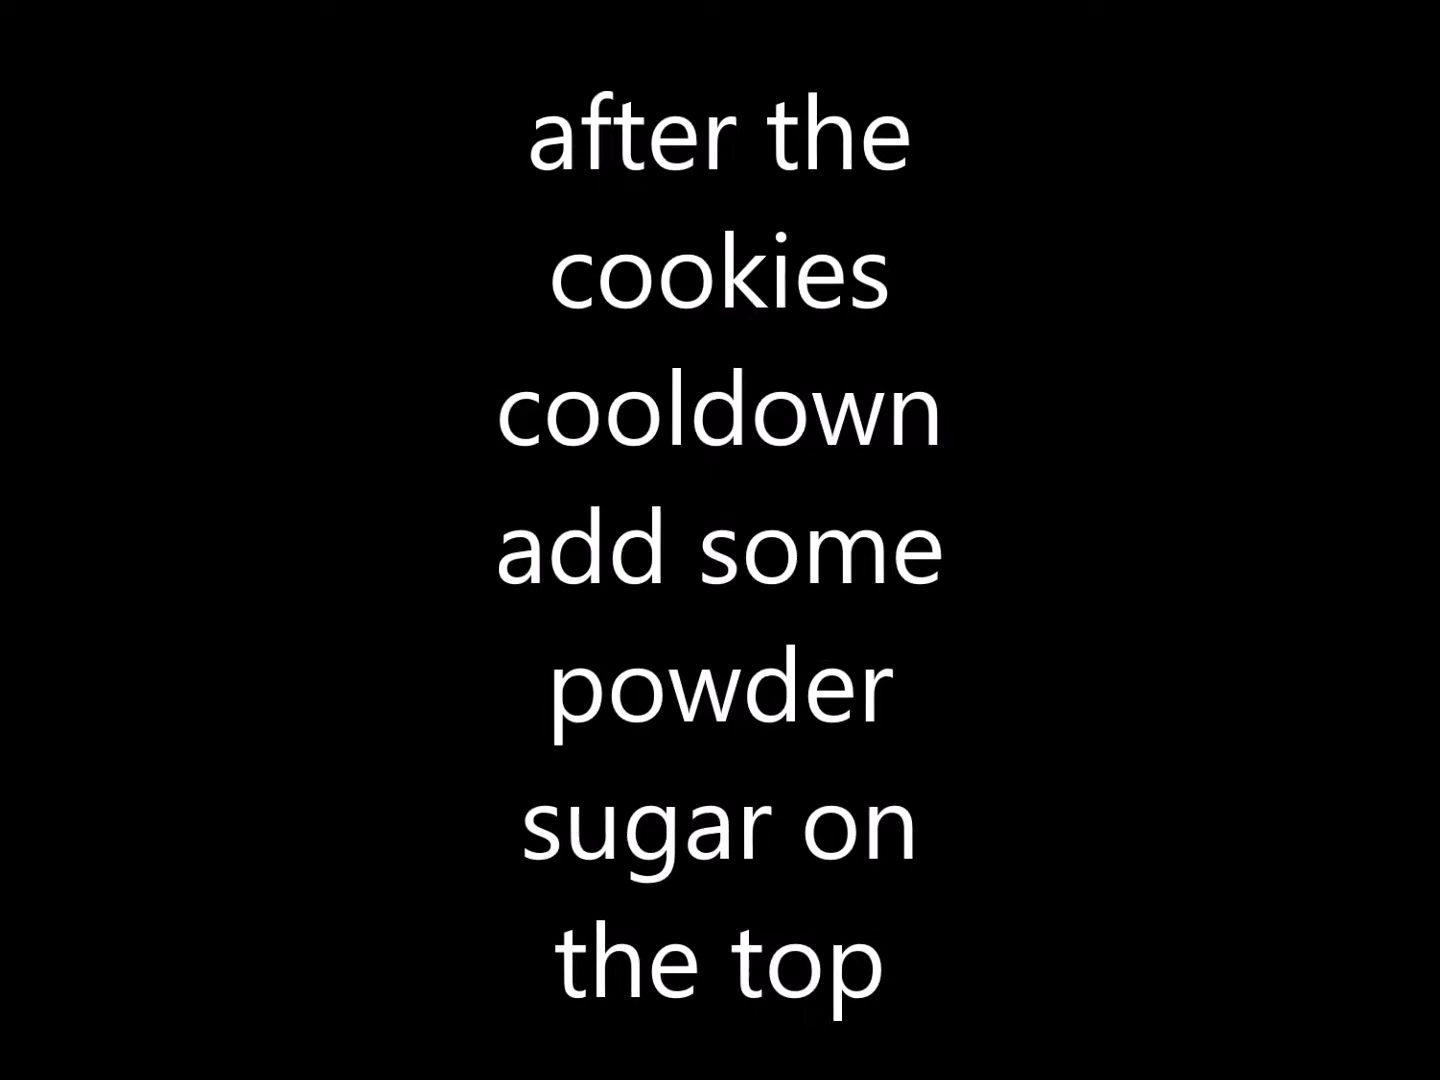 after the
cookies
cooldown
add some
powder
sugar on
the top